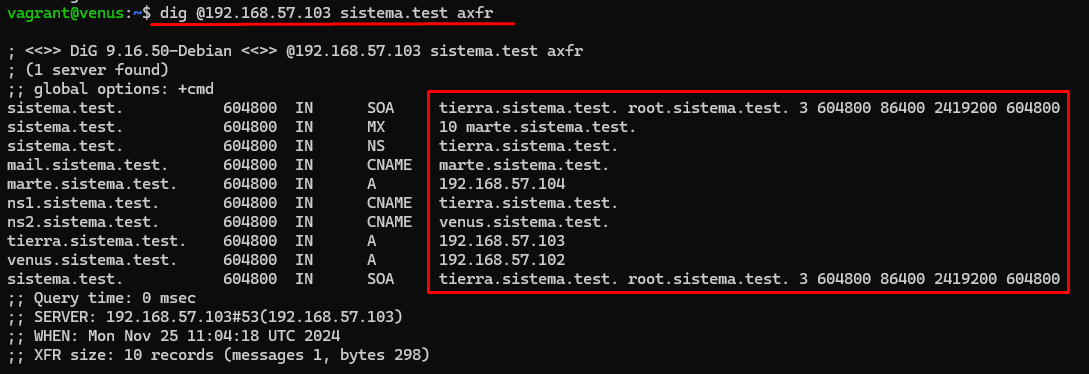 vagrant@venus:~$ dig @192.168.57.103 sistema.test axfr
; <<>> DiG 9.16.50-Debian <<>> @192.168.57.103 sistema.test axfr
; (1 server found)
;; global options: +cmd
sistema.test. 604800 IN SOA tierra.sistema.test. root.sistema.test. 3 604800 86400 2419200 604800
sistema.test. 604800 IN MX 10 marte.sistema.test.
sistema.test. 604800 IN NS tierra.sistema.test.
mail.sistema.test. 604800 IN CNAME marte.sistema.test.
marte.sistema.test. 604800 IN A 192.168.57.104
ns1.sistema.test. 604800 IN CNAME tierra.sistema.test.
ns2.sistema.test. 604800 IN CNAME venus.sistema.test.
tierra.sistema.test. 604800 IN A 192.168.57.103
venus.sistema.test. 604800 IN A 192.168.57.102
sistema.test. 604800 IN SOA tierra.sistema.test. root.sistema.test. 3 604800 86400 2419200 604800
;; Query time: 0 msec
;; SERVER: 192.168.57.103#53(192.168.57.103)
;; WHEN: Mon Nov 25 11:04:18 UTC 2024
;; XFR size: 10 records (messages 1, bytes 298)